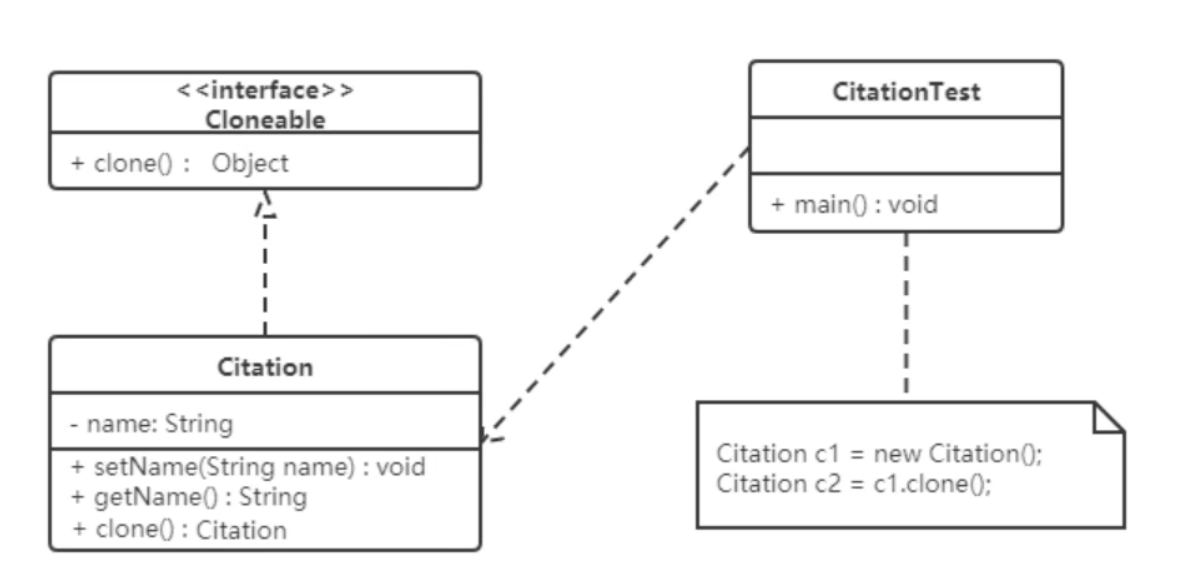 <<interface>>
Cloneable
+ clone() : Object
Citation
- name: String
+ setName(String name) : void
+ getName() : String
+ clone() : Citation
CitationTest
+ main() : void
Citation c1 = new Citation();
Citation c2 = c1.clone();